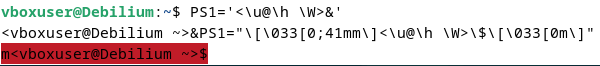 vboxuser@Debilium:~$ PS1='<\u@\h \W>&'
<vboxuser@Debilium ~>&PS1="\[\033[0;41mm\]<\u@\h \W>\$\[\033[0m\]"
m<vboxuser@Debilium ~>$